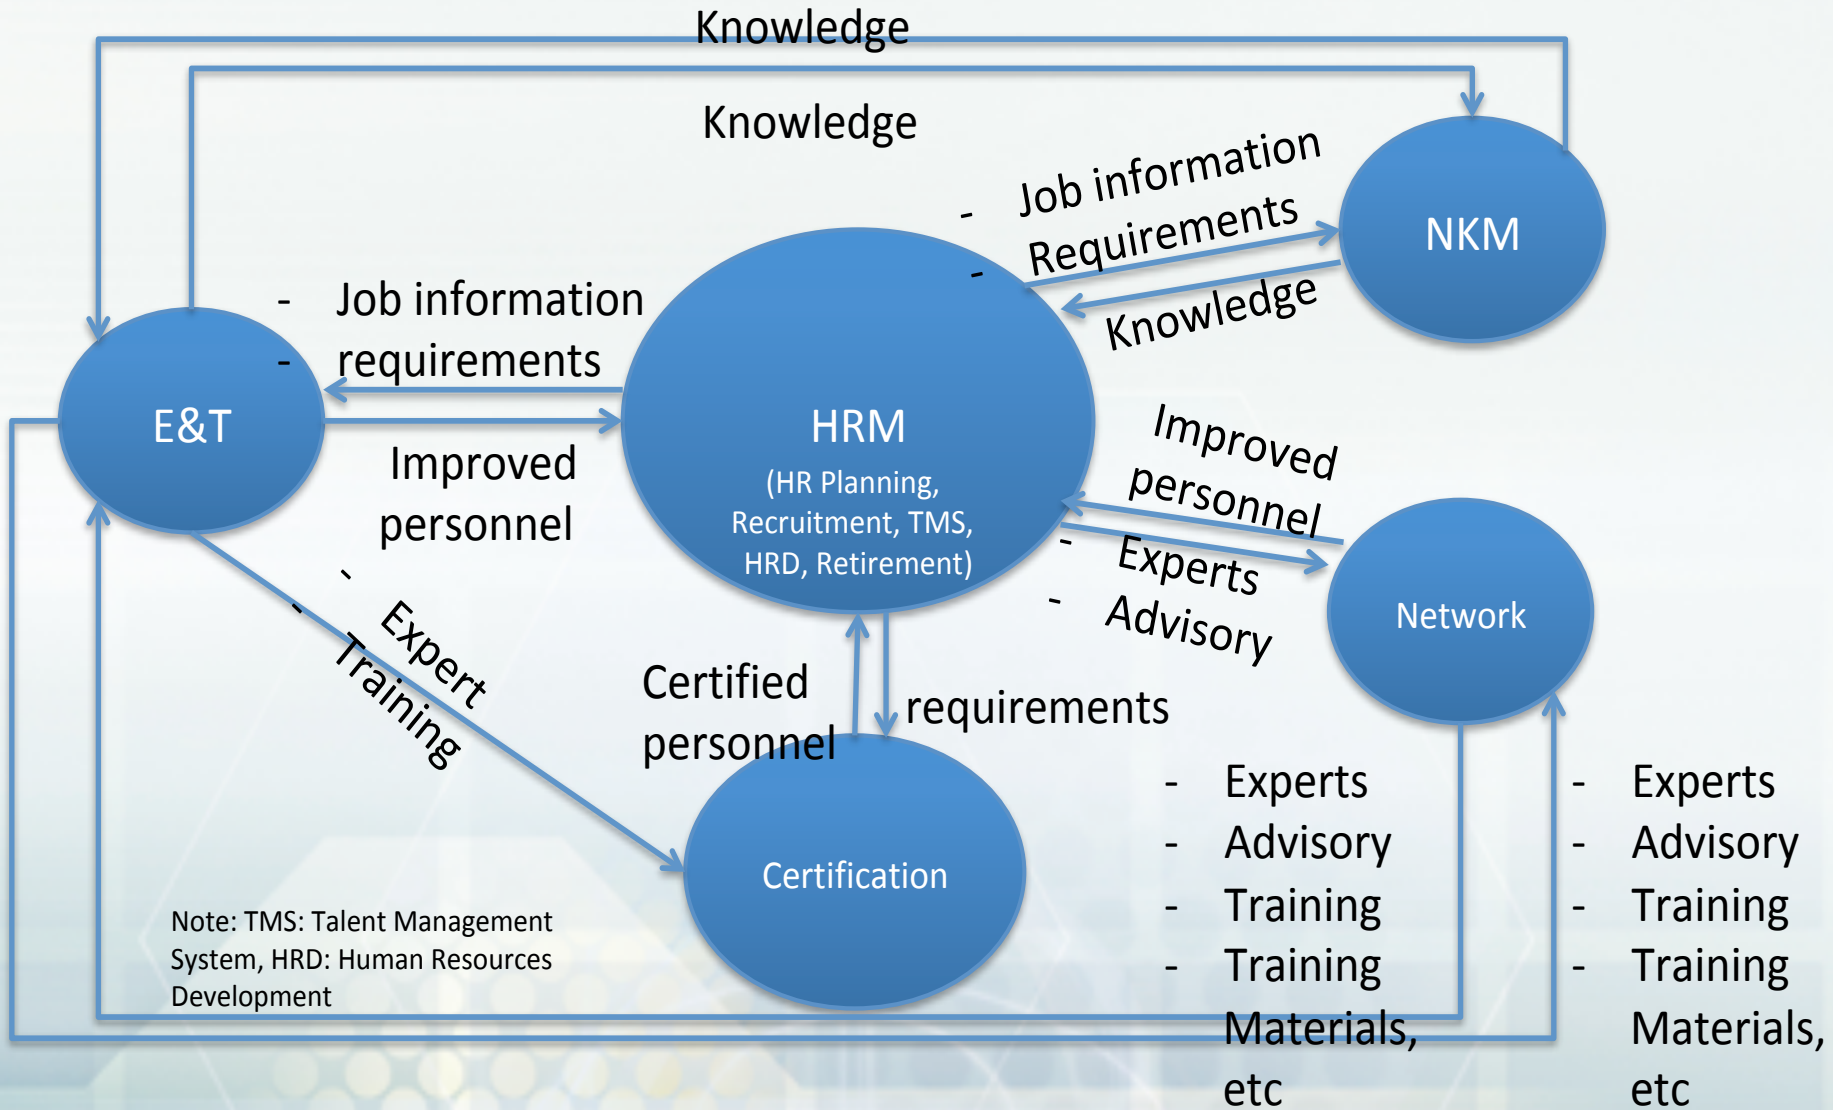 Knowledge
Knowledge
- Job information
- Requirements
NKM
Knowledge
- Job information
- requirements
E&T
Improved
personnel
HRM
(HR Planning,
Recruitment, TMS,
HRD, Retirement)
Improved
personnel
- Experts
- Advisory
Network
- Expert
- Training
Certified
personnel
requirements
Certification
- Experts
- Advisory
- Training
- Training
Materials,
etc
- Experts
- Advisory
- Training
- Training
Materials,
etc
Note: TMS: Talent Management
System, HRD: Human Resources
Development